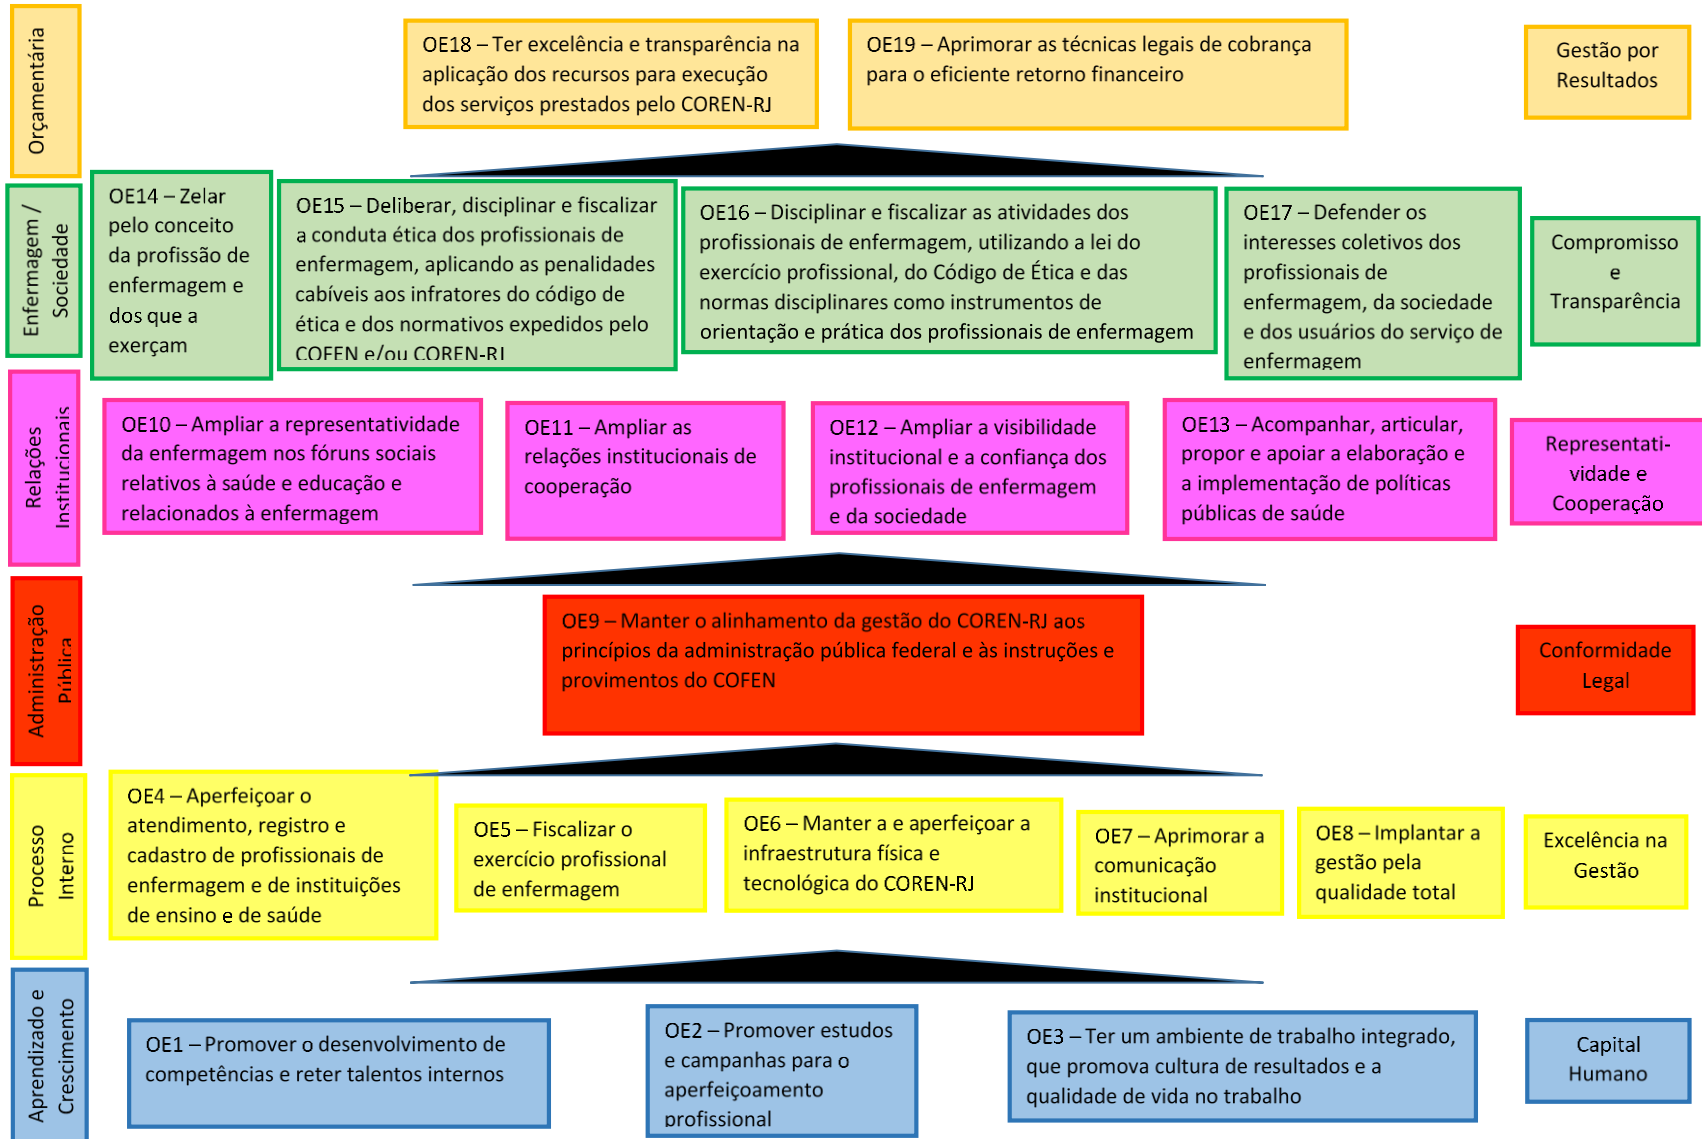 Orçamentária
OE18 – Ter excelência e transparência na
aplicação dos recursos para execução
dos serviços prestados pelo COREN-RJ
OE19 – Aprimorar as técnicas legais de cobrança
para o eficiente retorno financeiro
Gestão por
Resultados
Enfermagem /
Sociedade
OE14 – Zelar
pelo conceito
da profissão de
enfermagem e
dos que a
exerçam
OE15 – Deliberar, disciplinar e fiscalizar
a conduta ética dos profissionais de
enfermagem, aplicando as penalidades
cabíveis aos infratores do código de
ética e dos normativos expedidos pelo
COFEN e/ou COREN-RJ
OE16 – Disciplinar e fiscalizar as atividades dos
profissionais de enfermagem, utilizando a lei do
exercício profissional, do Código de Ética e das
normas disciplinares como instrumentos de
orientação e prática dos profissionais de enfermagem
OE17 – Defender os
interesses coletivos dos
profissionais de
enfermagem, da sociedade
e dos usuários do serviço de
enfermagem
Compromisso
e
Transparência
Relações
Institucionais
OE10 – Ampliar a representatividade
da enfermagem nos fóruns sociais
relativos à saúde e educação e
relacionados à enfermagem
OE11 – Ampliar as
relações institucionais de
cooperação
OE12 – Ampliar a visibilidade
institucional e a confiança dos
profissionais de enfermagem
e da sociedade
OE13 – Acompanhar, articular,
propor e apoiar a elaboração e
a implementação de políticas
públicas de saúde
Representati-
vidade e
Cooperação
Administração
Pública
OE9 – Manter o alinhamento da gestão do COREN-RJ aos
princípios da administração pública federal e às instruções e
provimentos do COFEN
Conformidade
Legal
Processo
Interno
OE4 – Aperfeiçoar o
atendimento, registro e
cadastro de profissionais de
enfermagem e de instituições
de ensino e de saúde
OE5 – Fiscalizar o
exercício profissional
de enfermagem
OE6 – Manter a e aperfeiçoar a
infraestrutura física e
tecnológica do COREN-RJ
OE7 – Aprimorar a
comunicação
institucional
OE8 – Implantar a
gestão pela
qualidade total
Excelência na
Gestão
Aprendizado e
Crescimento
OE1 – Promover o desenvolvimento de
competências e reter talentos internos
OE2 – Promover estudos
e campanhas para o
aperfeiçoamento
profissional
OE3 – Ter um ambiente de trabalho integrado,
que promova cultura de resultados e a
qualidade de vida no trabalho
Capital
Humano